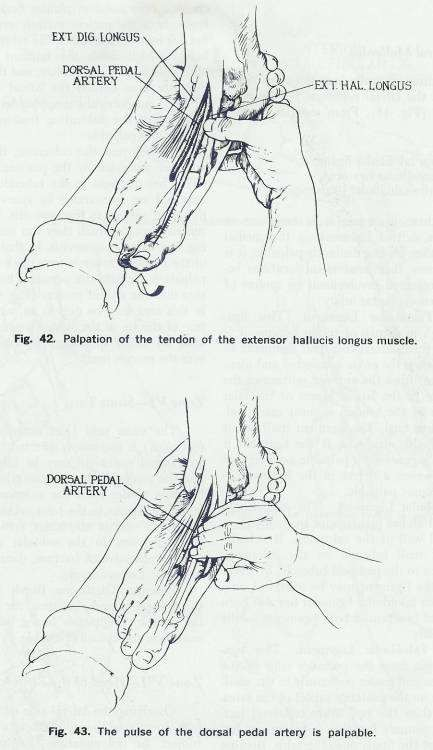 EXT. DIG. LONGUS
DORSAL PEDAL
ARTERY
EXT. HAL. LONGUS
Fig. 42. Palpation of the tendon of the extensor hallucis longus muscle.
DORSAL PEDAL
ARTERY
Fig. 43. The pulse of the dorsal pedal artery is palpable.